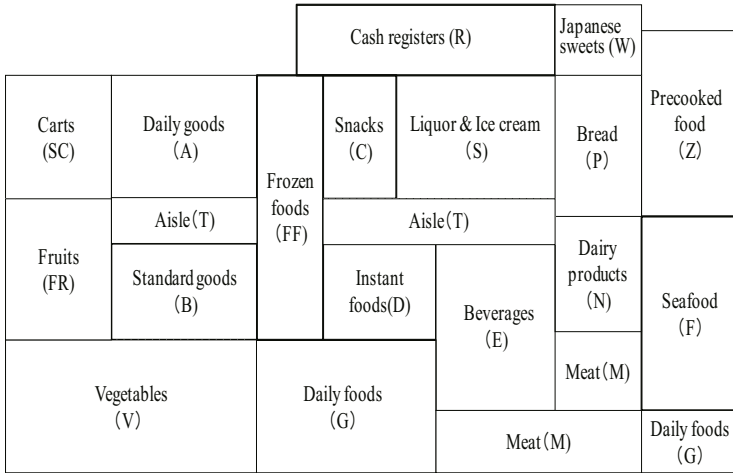 Cash registers (R)
Japanese
sweets (W)
Carts
(SC)
Daily goods
(A)
Frozen
foods
(FF)
Snacks
(C)
Liquor & Ice cream
(S)
Bread
(P)
Precooked
food
(Z)
Aisle(T)
Aisle(T)
Fruits
(FR)
Standard goods
(B)
Instant
foods(D)
Beverages
(E)
Dairy
products
(N)
Seafood
(F)
Meat(M)
Vegetables
(V)
Daily foods
(G)
Meat(M)
Daily foods
(G)